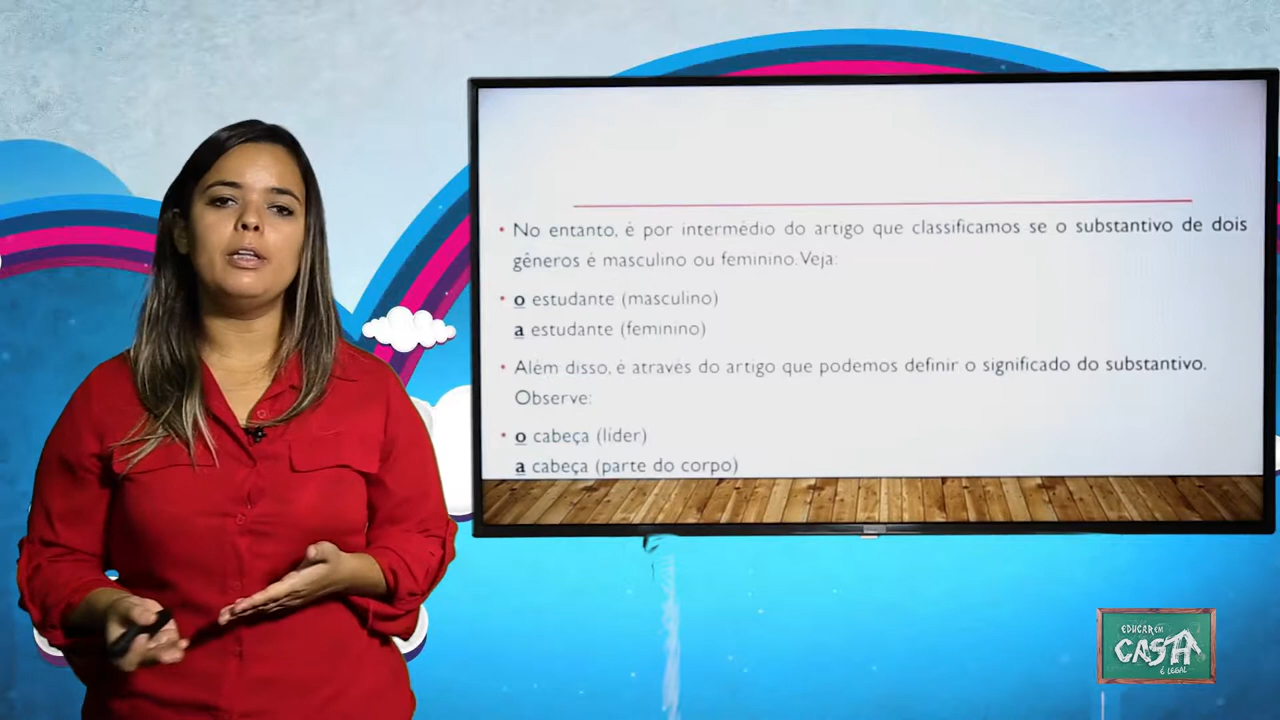 • No entanto, é por intermédio do artigo que classificamos se o substantivo de dois
gêneros é masculino ou feminino. Veja:
• o estudante (masculino)
a estudante (feminino)
• Além disso, é através do artigo que podemos definir o significado do substantivo.
Observe:
• o cabeça (líder)
a cabeça (parte do corpo)
EDUCAR EM
CASA
É LEGAL